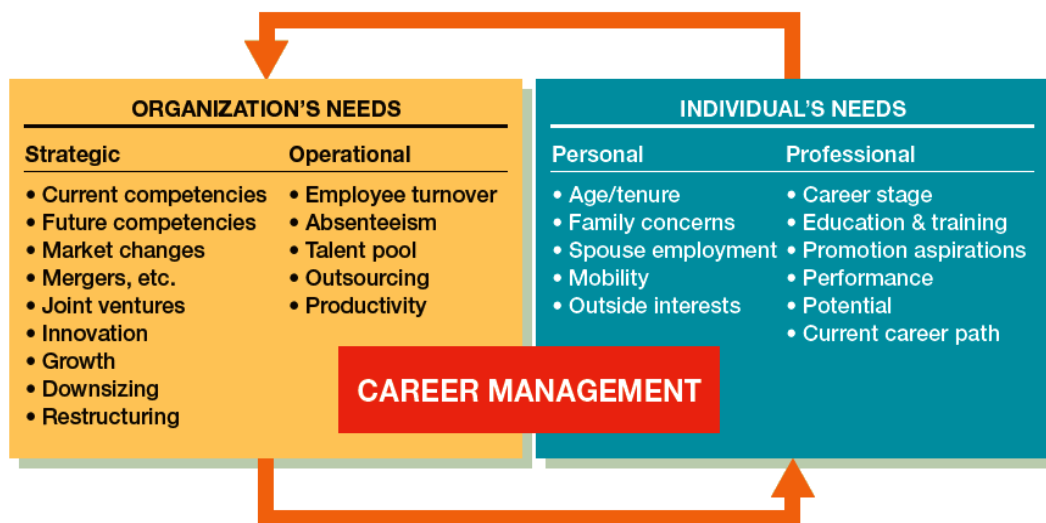 ORGANIZATION'S NEEDS
Strategic
• Current competencies
• Future competencies
• Market changes
• Mergers, etc.
• Joint ventures
• Innovation
• Growth
• Downsizing
• Restructuring
Operational
• Employee turnover
• Absenteeism
• Talent pool
• Outsourcing
• Productivity
INDIVIDUAL'S NEEDS
Personal
• Age/tenure
• Family concerns
• Spouse employment
• Mobility
• Outside interests
Professional
• Career stage
• Education & training
• Promotion aspirations
• Performance
• Potential
• Current career path
CAREER MANAGEMENT